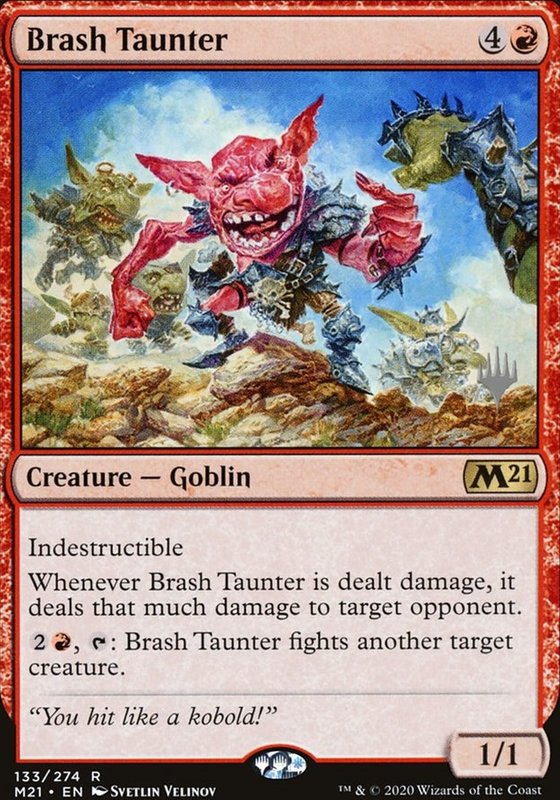 Brash Taunter 4
Creature — Goblin M21
Indestructible
Whenever Brash Taunter is dealt damage, it
deals that much damage to target opponent.
2 , : Brash Taunter fights another target
creature.
“You hit like a kobold!”
1/1
133/274 R
M21 • EN Svetlin Velinov
™ & © 2020 Wizards of the Coast